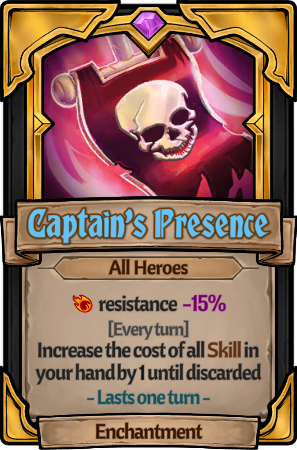 Captain's Presence
All Heroes
resistance -15%
[Every turn]
Increase the cost of all Skill in
your hand by 1 until discarded
- Lasts one turn -
Enchantment